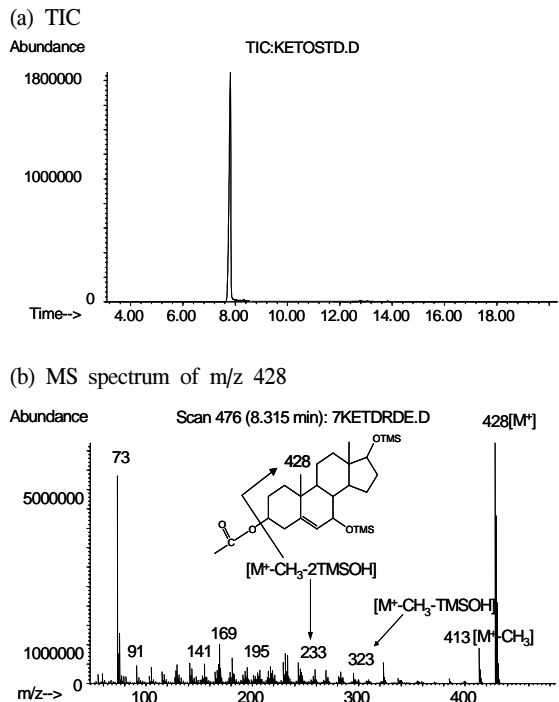 (a) TIC
Abundance
TIC:KETOSTD.D
1800000
1000000
0
Time-->
4.00 6.00 8.00 10.00 12.00 14.00 16.00 18.00
(b) MS spectrum of m/z 428
Abundance
Scan 476 (8.315 min): 7KETDRDE.D
428[M⁺]
OTMS
73
428
5000000
O
O
C
OTMS
[M⁺-CH₃-2TMSOH]
[M⁺-CH₃-TMSOH]
169
413 [M⁺-CH₃]
1000000
91
141
195
233
323
0
m/z-->
100 200 300 400